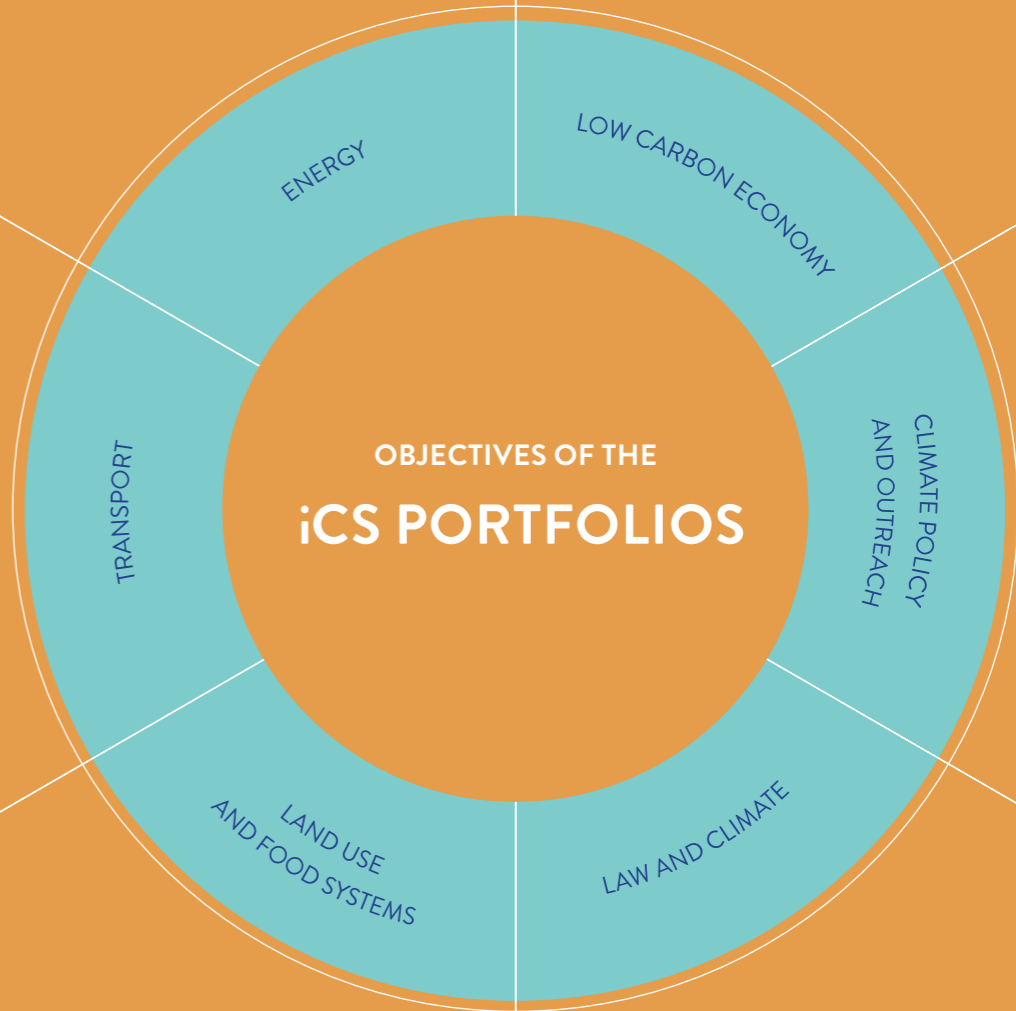 OBJECTIVES OF THE
iCS PORTFOLIOS
LOW CARBON ECONOMY
CLIMATE POLICY
AND OUTREACH
LAW AND CLIMATE
LAND USE
AND FOOD SYSTEMS
TRANSPORT
ENERGY